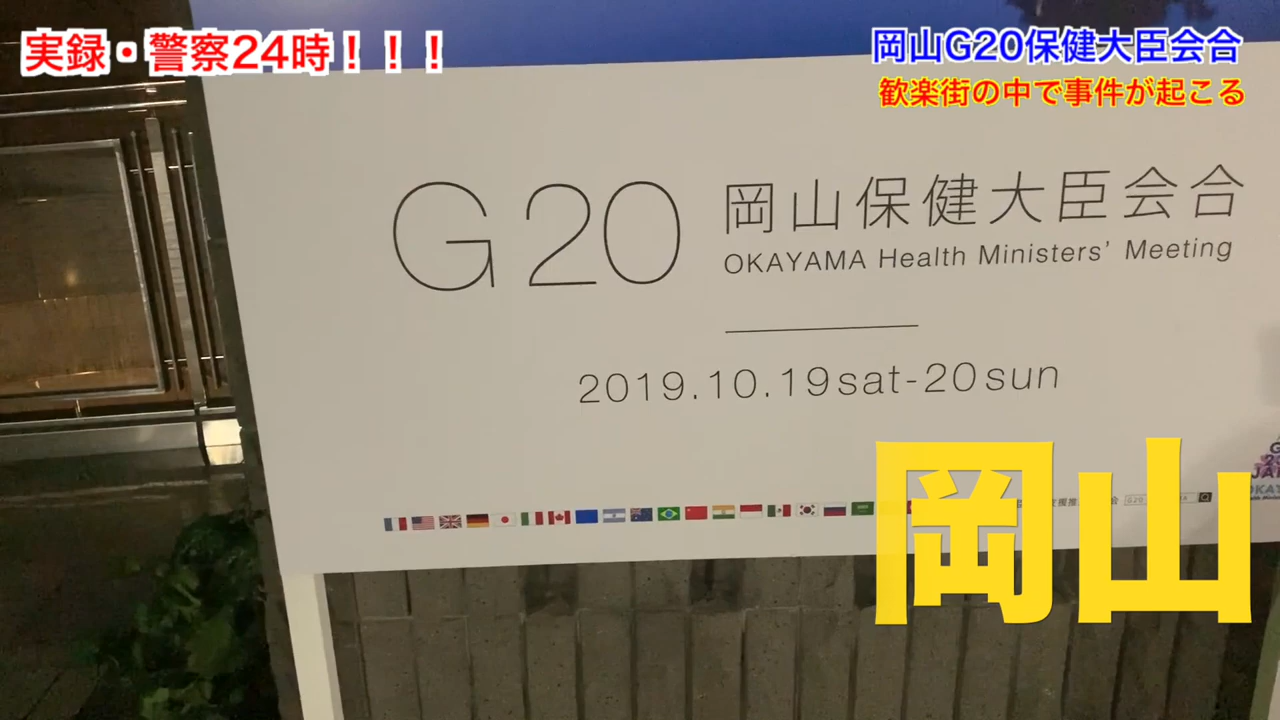 実録・警察24時！！！
岡山G20保健大臣会合
歓楽街の中で事件が起こる
G20
岡山保健大臣会合
OKAYAMA Health Ministers' Meeting
2019.10.19sat-20sun
岡山